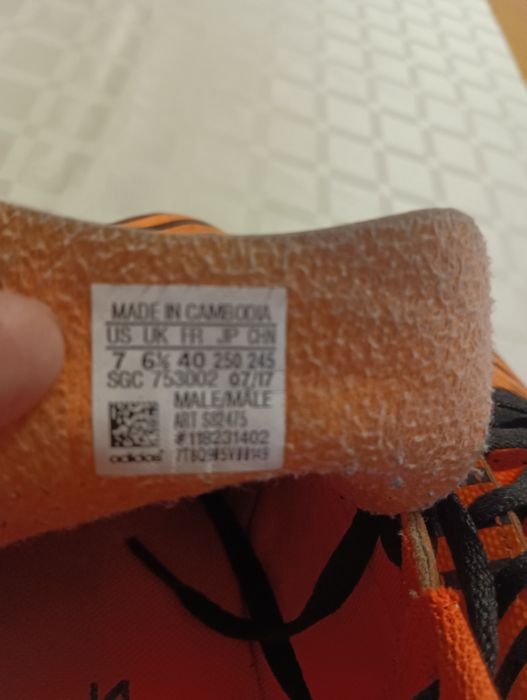 MADE IN CAMBODIA
US UK FR JP CHN
7 6½ 40 250 245
SGC 753002 07/17
MALE/MÂLE
ART S82475
#118231402
adidas